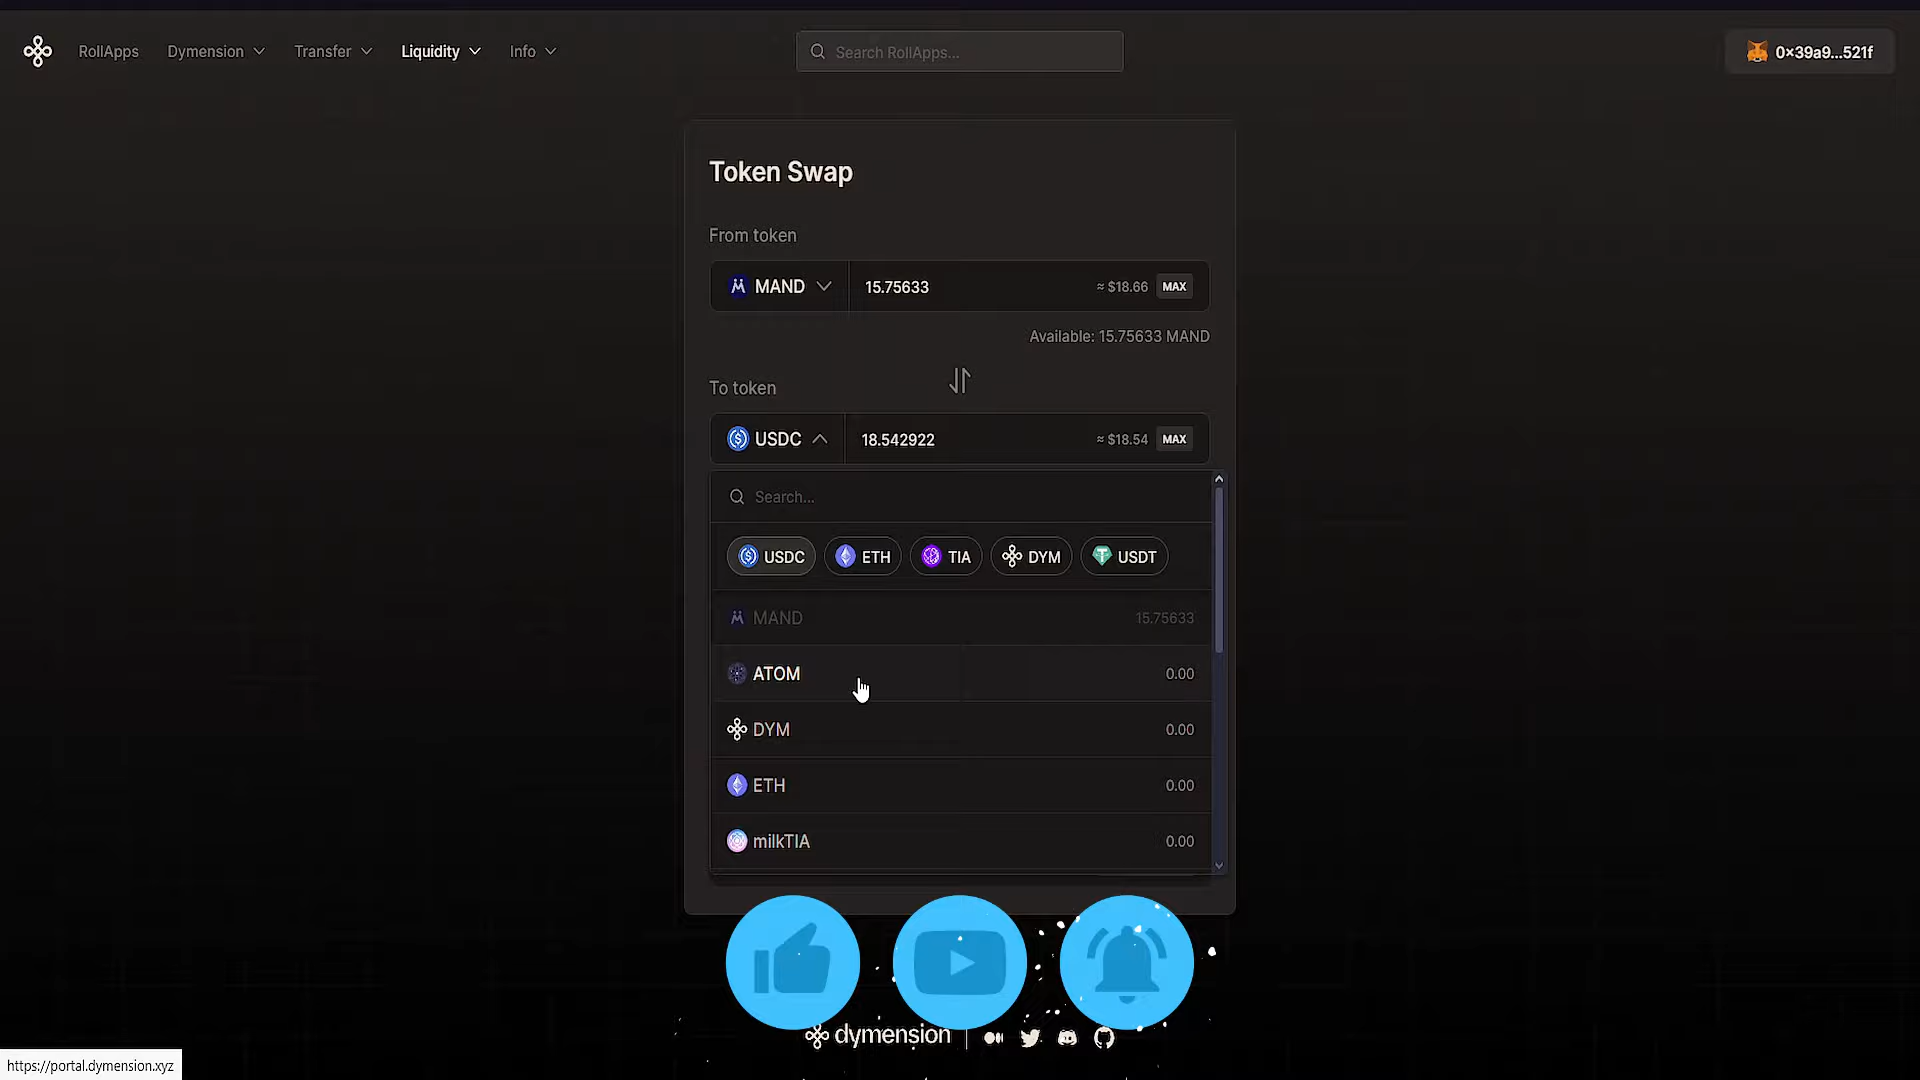 RollApps Dymension Transfer Liquidity Info Search RollApps... 0×39a9...521f
Token Swap
From token
MAND 15.75633 ≈ $18.66 MAX
Available: 15.75633 MAND
To token
USDC 18.542922 ≈ $18.54 MAX
Search...
USDC ETH TIA DYM USDT
MAND 15.75633
ATOM 0.00
DYM 0.00
ETH 0.00
milkTIA 0.00
dymension
https://portal.dymension.xyz